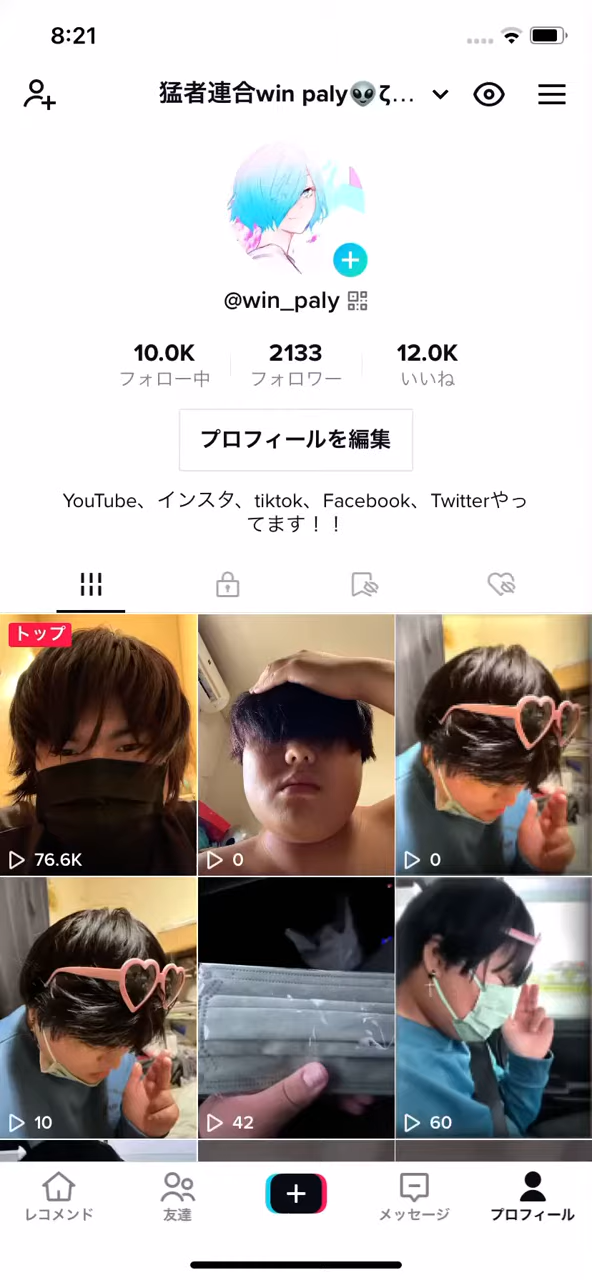 8:21
猛者連合win paly👽ζ...
@win_paly
10.0K
2133
12.0K
フォロー中
フォロワー
いいね
プロフィールを編集
YouTube、インスタ、tiktok、Facebook、Twitterやっ
てます！！
トップ
76.6K
0
0
10
42
60
レコメンド
友達
メッセージ
プロフィール